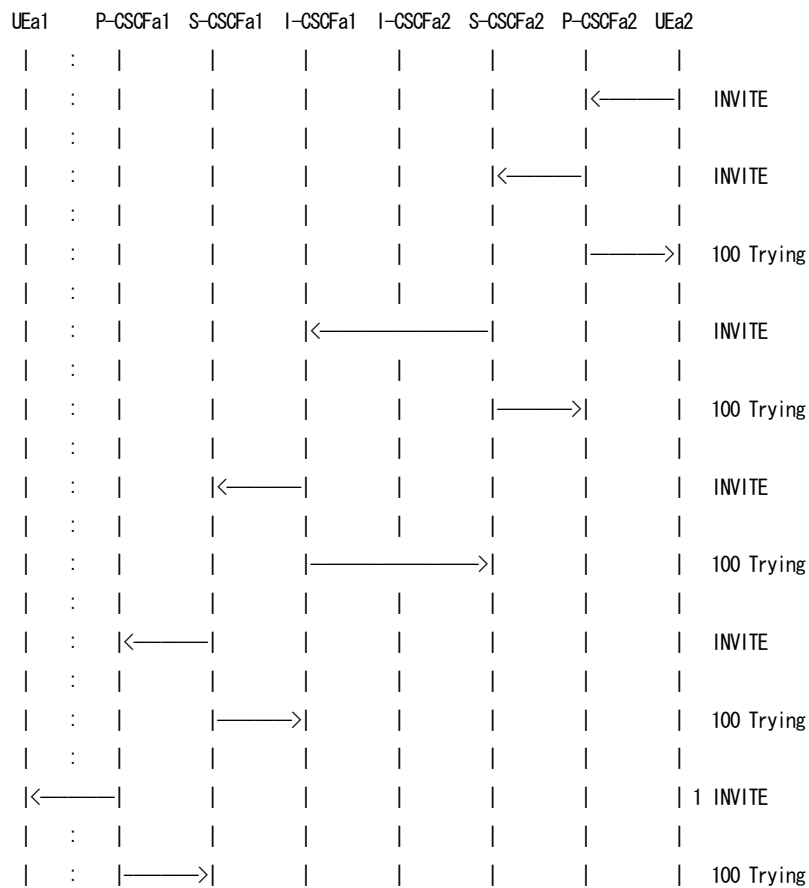 UEa1 P-CSCFa1 S-CSCFa1 I-CSCFa1 I-CSCFa2 S-CSCFa2 P-CSCFa2 UEa2
INVITE
INVITE
100 Trying
INVITE
100 Trying
INVITE
100 Trying
INVITE
100 Trying
1 INVITE
100 Trying